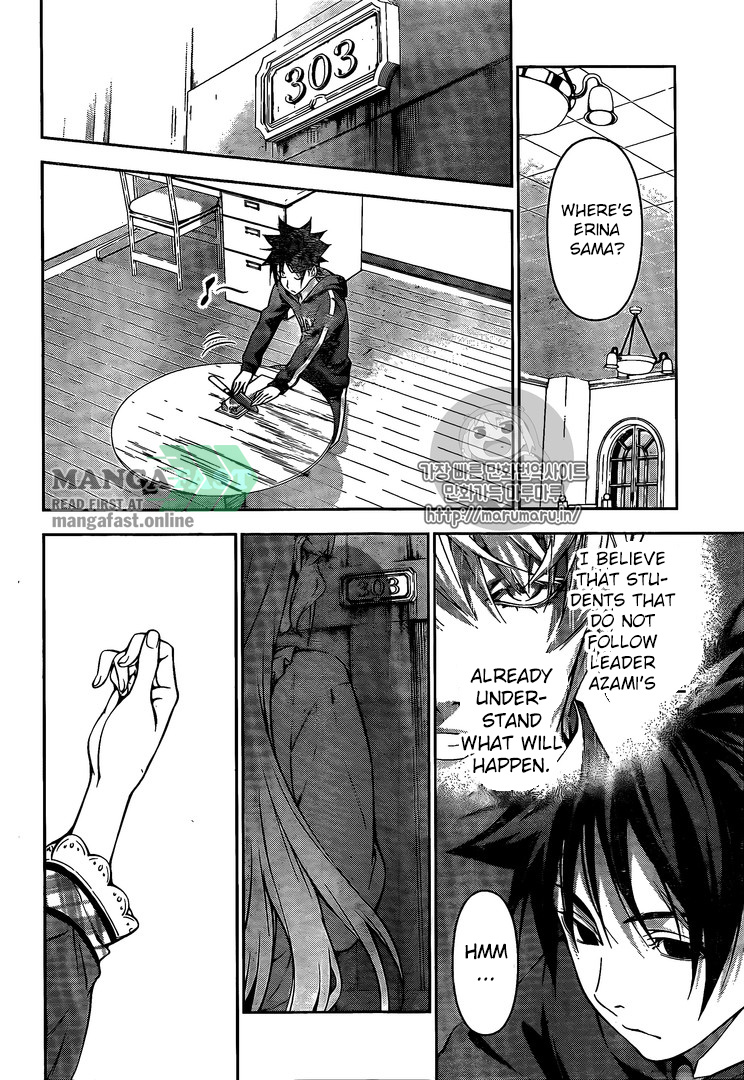 WHERE'S
ERINA
SAMA?
303
MANGAFAST
READ FIRST AT
mangafast.online
가장 빠른 만화번역사이트
만화가득 마루마루
http://marumaru.in/
I BELIEVE
THAT STU-
DENTS THAT
DO NOT
FOLLOW
LEADER
AZAMI'S
ALREADY
UNDER-
STAND
WHAT WILL
HAPPEN.
HMM
...
303